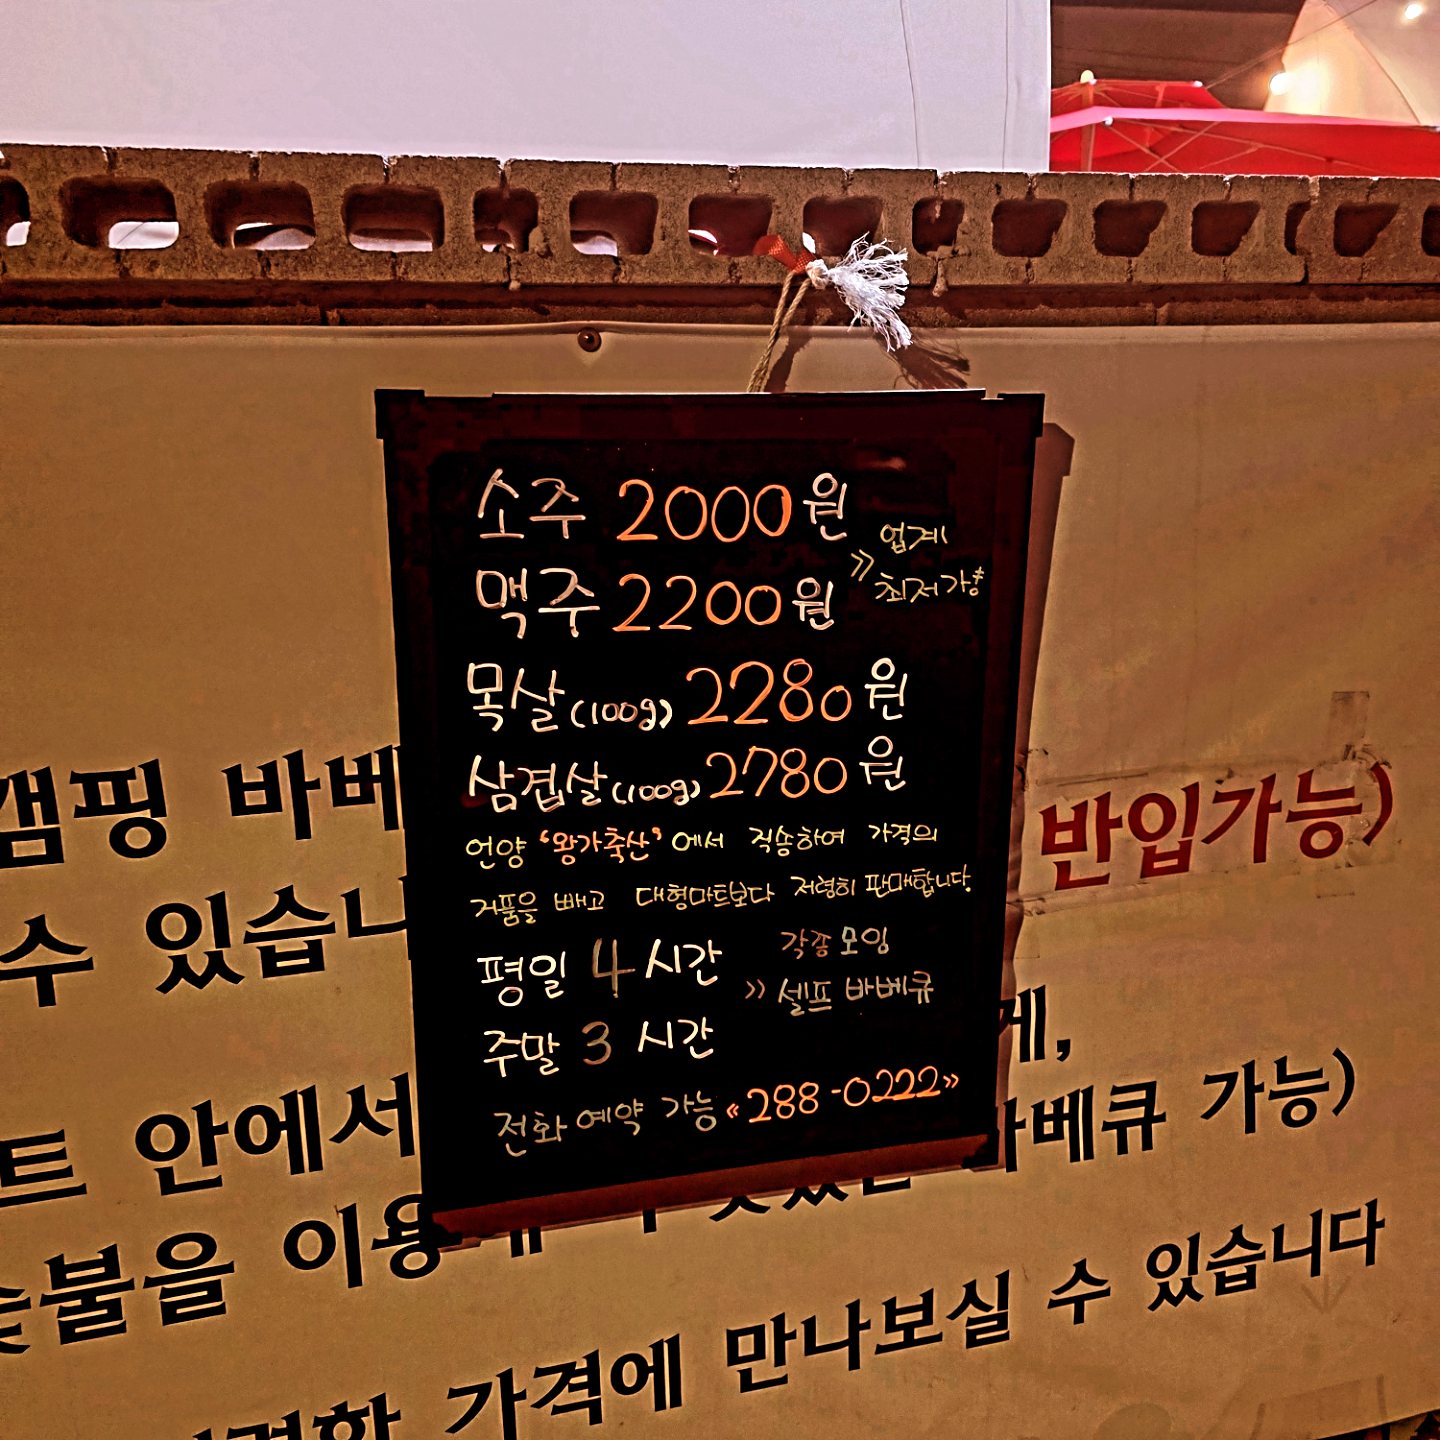 소주 2000원
맥주 2200원
» 업계
최저가!
목살(100g) 2280원
삼겹살(100g) 2780원
언양 '왕가축산'에서 직송하여 가격의
거품을 빼고 대형마트보다 저렴히 판매합니다.
평일 4시간
주말 3시간
각종 모임
» 셀프 바베큐
전화 예약 가능 «288-0222»
캠핑 바베
반입가능)
수 있습니
게,
트 안에서
바베큐 가능)
숯불을 이용
가격에 만나보실 수 있습니다